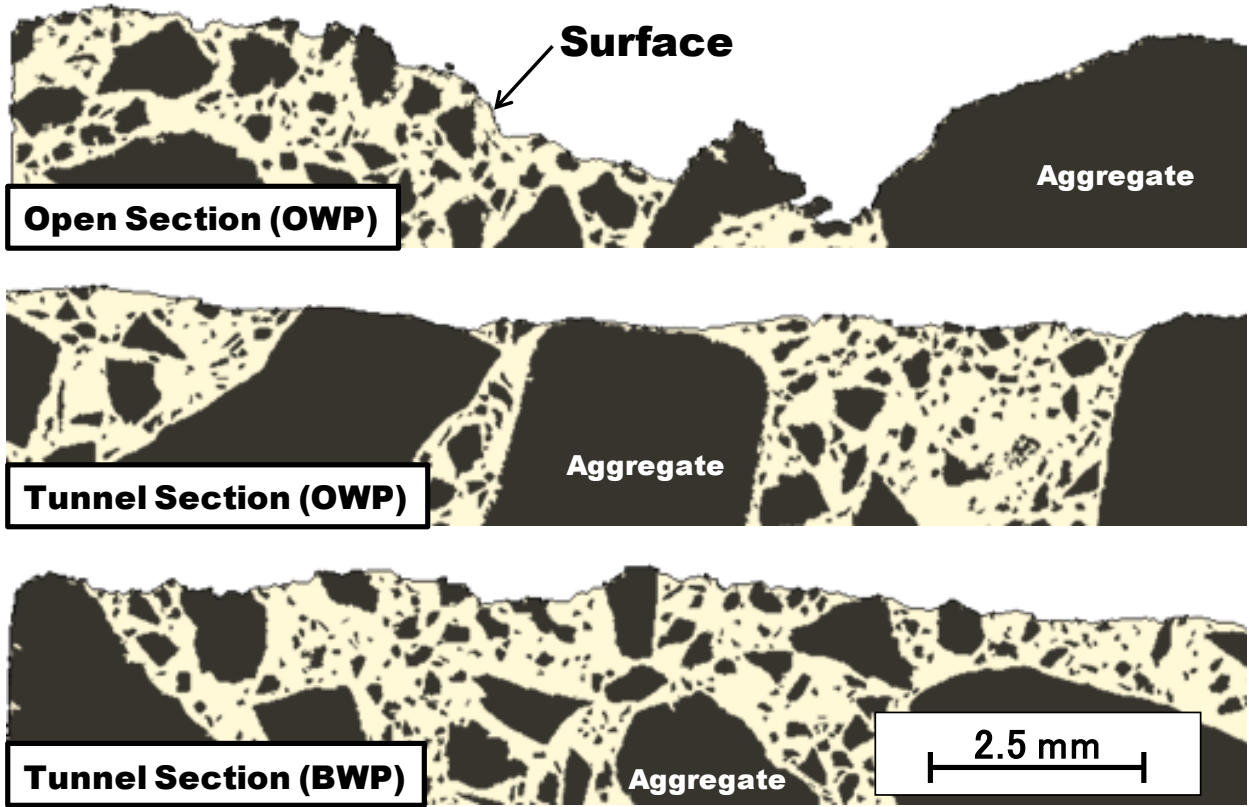 Surface
Aggregate
Open Section (OWP)
Aggregate
Tunnel Section (OWP)
2.5 mm
Tunnel Section (BWP)
Aggregate